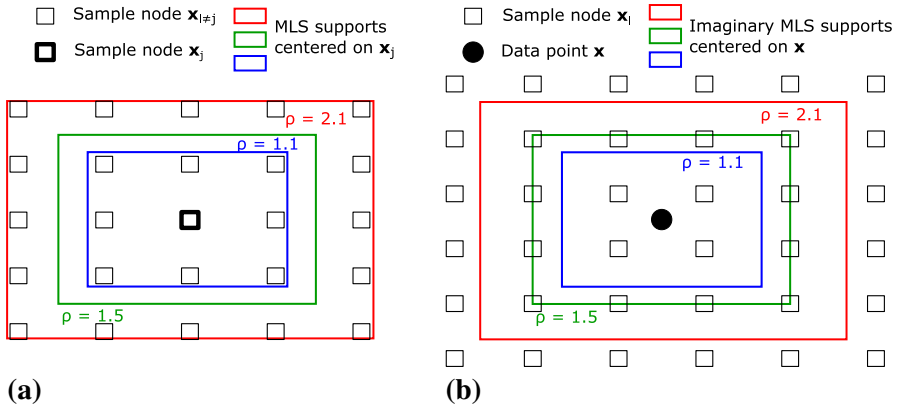 Sample node x_{l≠j}
Sample node x_j
MLS supports
centered on x_j
ρ = 2.1
ρ = 1.1
ρ = 1.5
(a)
Sample node x_l
Data point x
Imaginary MLS supports
centered on x
ρ = 2.1
ρ = 1.1
ρ = 1.5
(b)